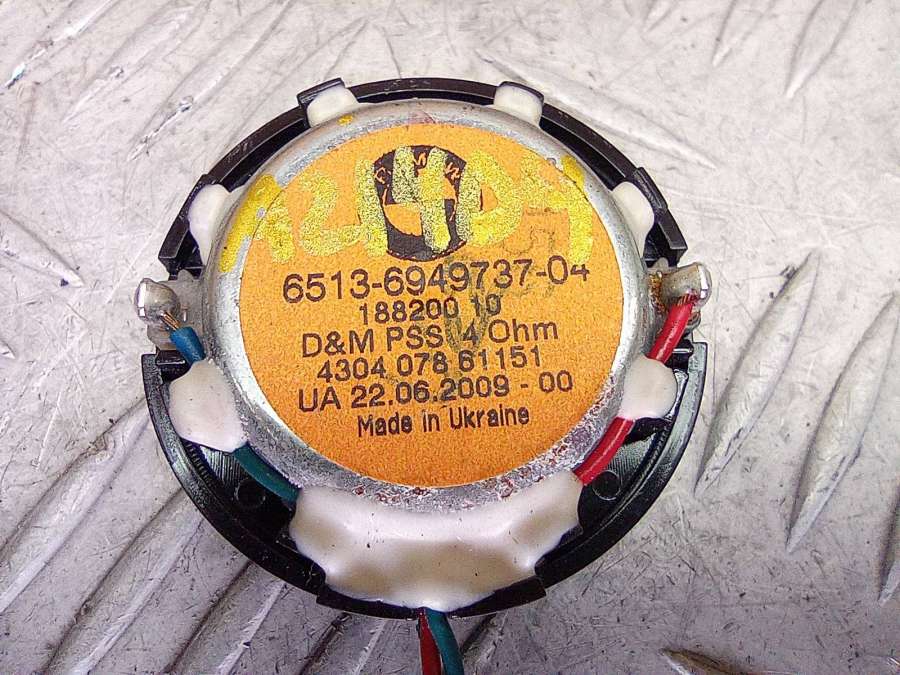 BMW
6513-6949737-04
188200 10
D&M PSS 4 Ohm
4304 078 61151
UA 22.06.2009 - 00
Made in Ukraine